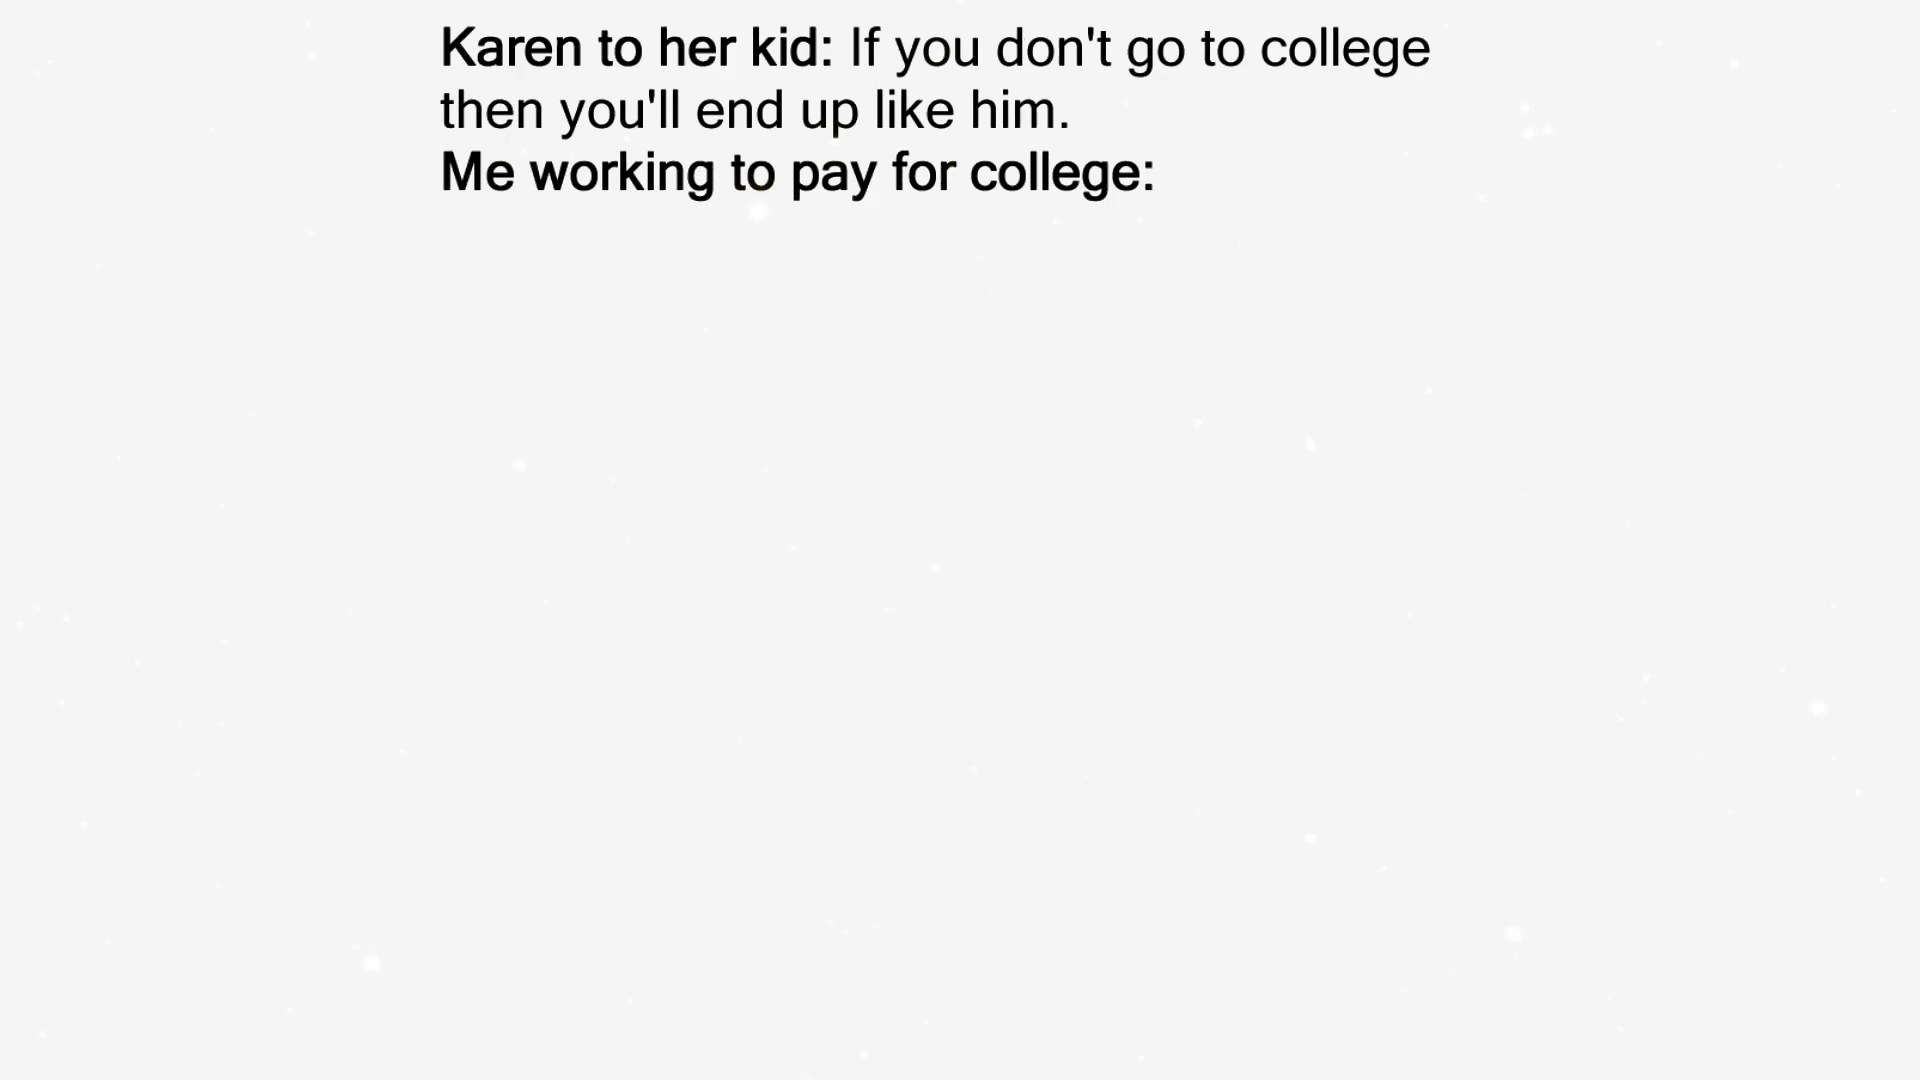 Karen to her kid: If you don't go to college
then you'll end up like him.
Me working to pay for college: